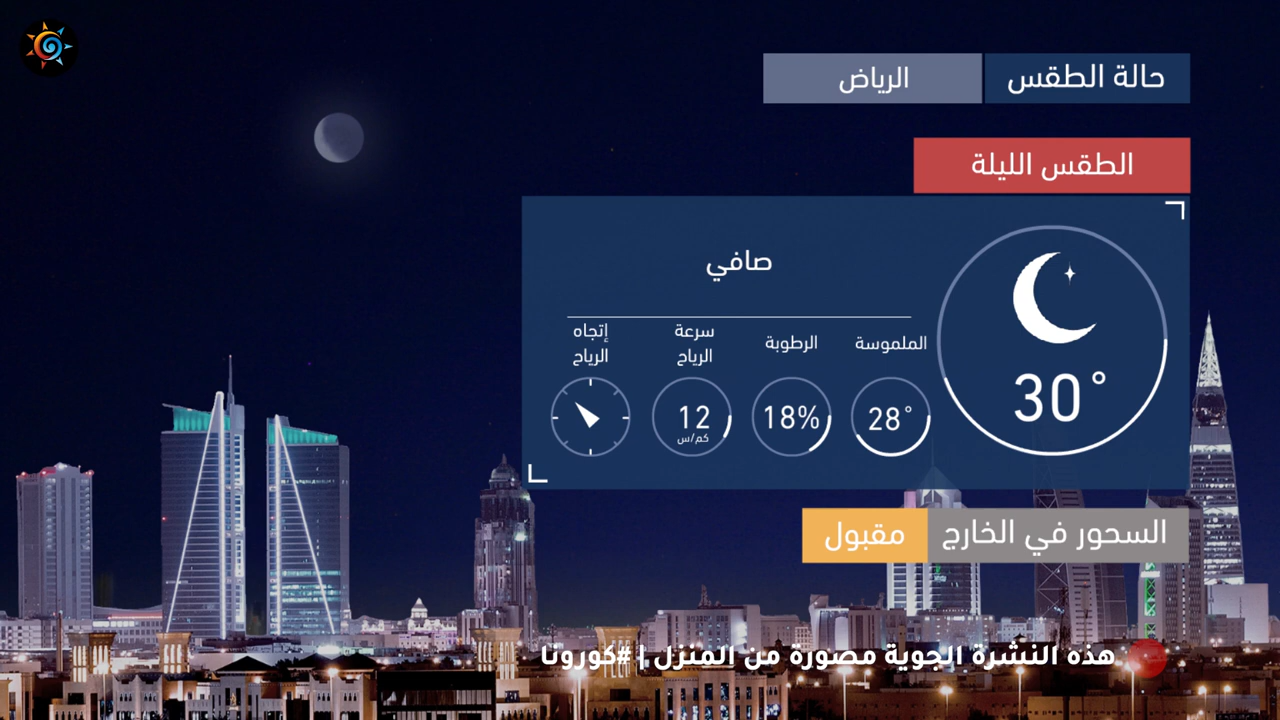 حالة الطقس
الرياض
الطقس الليلة
صافي
30°
الملموسة
28°
الرطوبة
18%
سرعة
الرياح
12
كم/س
إتجاه
الرياح
السحور في الخارج
مقبول
هذه النشرة الجوية مصورة من المنزل | #كورونا